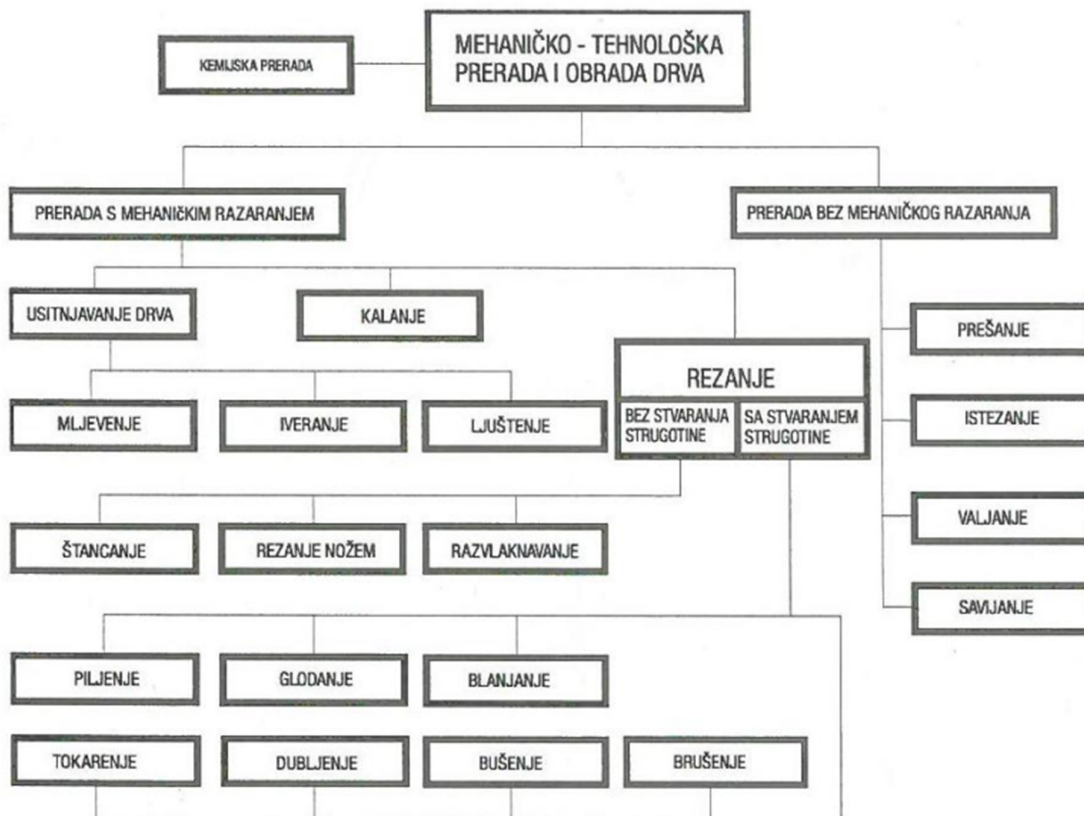 KEMIJSKA PRERADA
MEHANIČKO - TEHNOLOŠKA
PRERADA I OBRADA DRVA
PRERADA S MEHANIČKIM RAZARANJEM
PRERADA BEZ MEHANIČKOG RAZARANJA
USITNJAVANJE DRVA
KALANJE
PREŠANJE
REZANJE
BEZ STVARANJA
STRUGOTINE
SA STVARANJEM
STRUGOTINE
MLJEVENJE
IVERANJE
LJUŠTENJE
ISTEZANJE
ŠTANCANJE
REZANJE NOŽEM
RAZVLAKNAVANJE
VALJANJE
SAVIJANJE
PILJENJE
GLODANJE
BLANJANJE
TOKARENJE
DUBLJENJE
BUŠENJE
BRUŠENJE